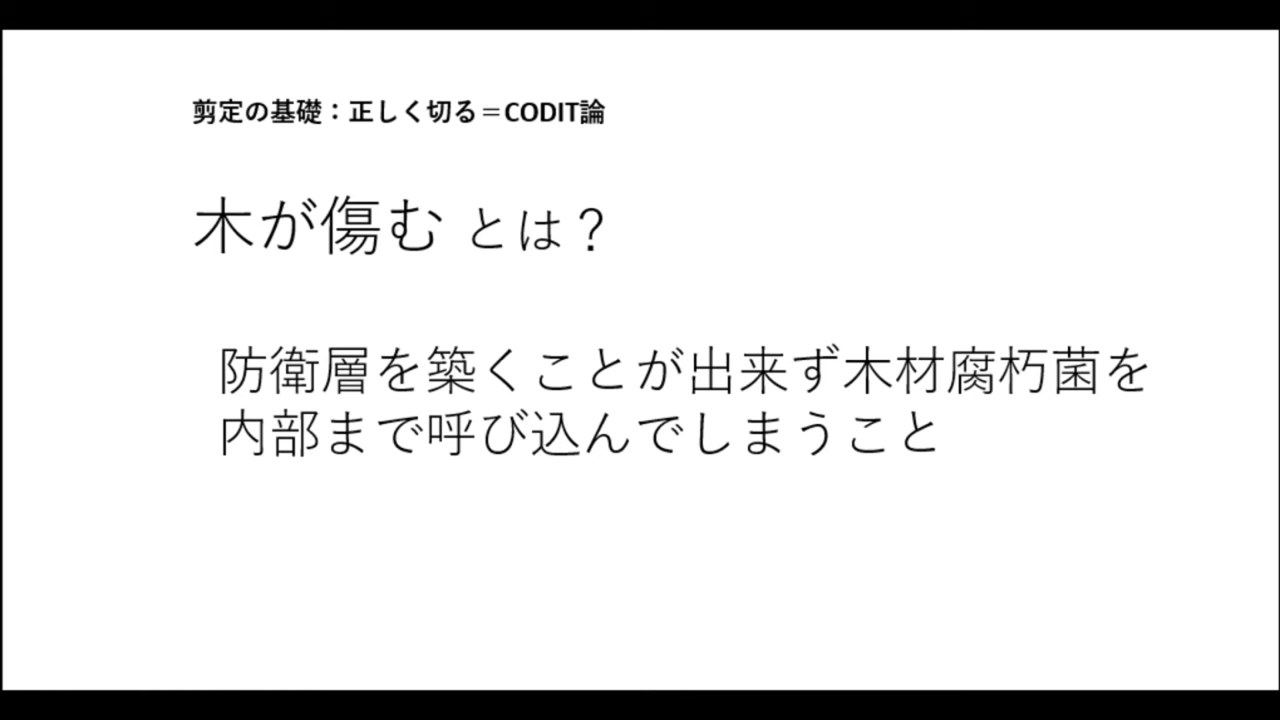 剪定の基礎：正しく切る＝CODIT論
木が傷む とは？
防衛層を築くことが出来ず木材腐朽菌を
内部まで呼び込んでしまうこと